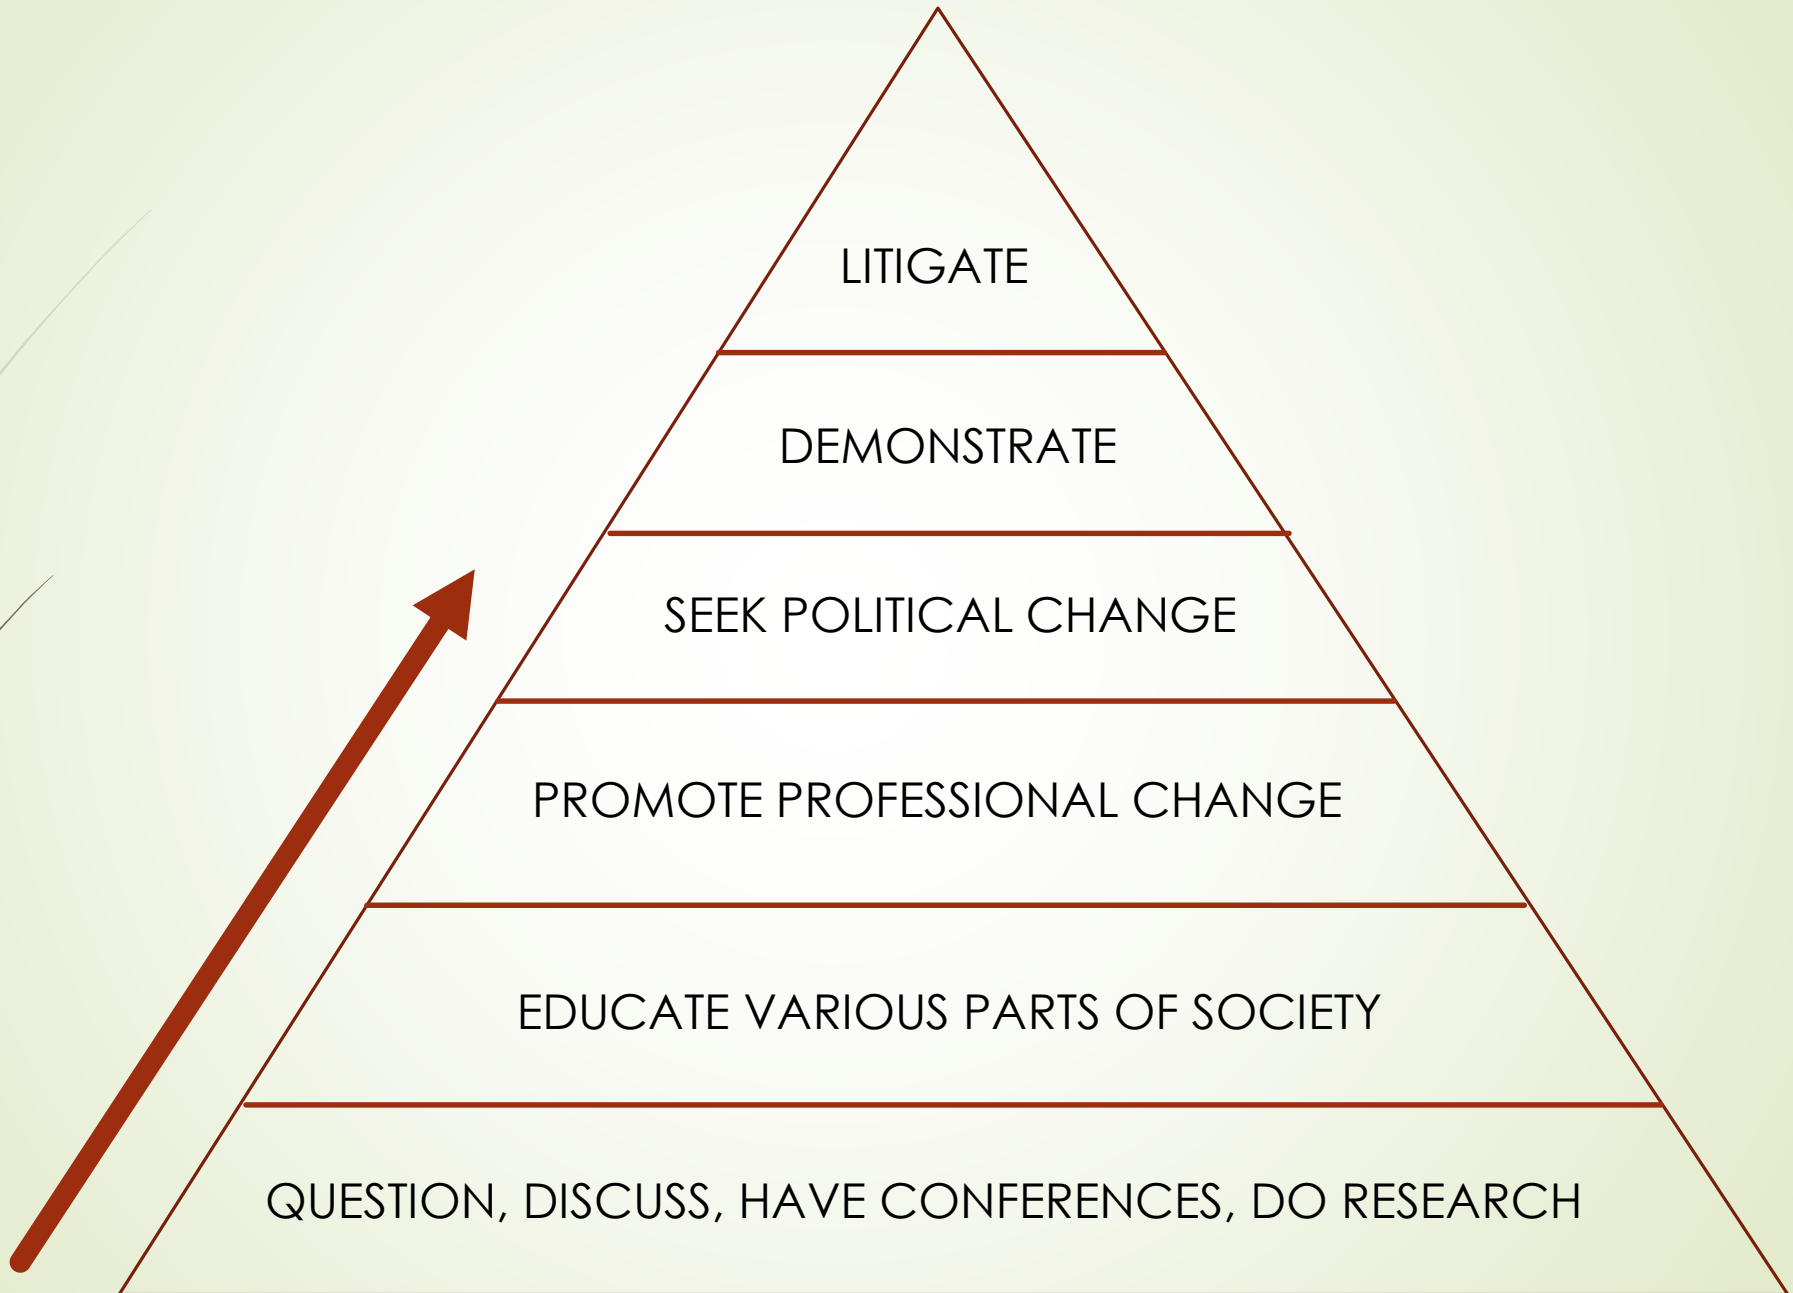 LITIGATE
DEMONSTRATE
SEEK POLITICAL CHANGE
PROMOTE PROFESSIONAL CHANGE
EDUCATE VARIOUS PARTS OF SOCIETY
QUESTION, DISCUSS, HAVE CONFERENCES, DO RESEARCH